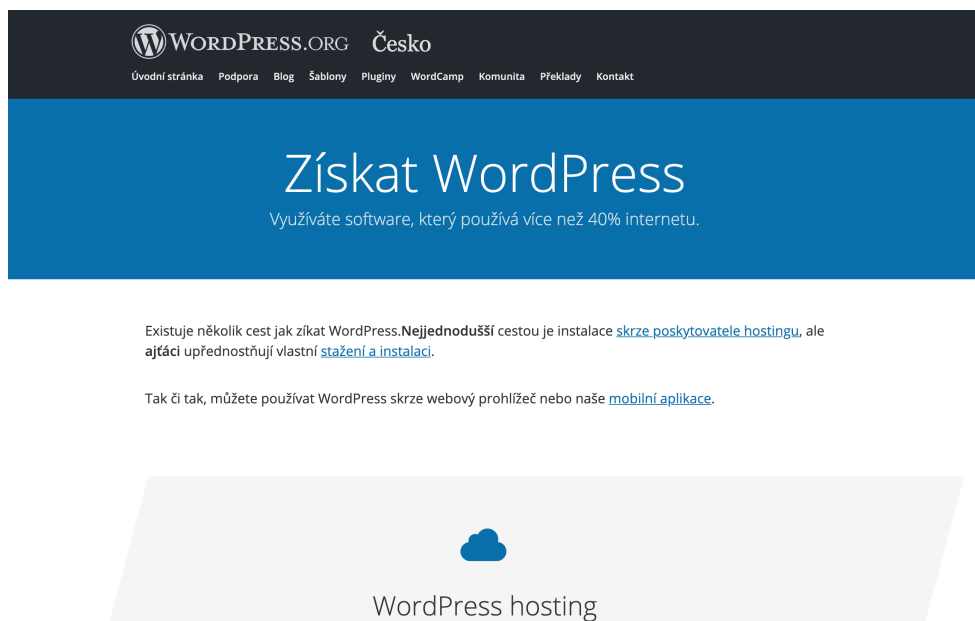 WORDPRESS.ORG Česko
Úvodní stránka Podpora Blog Šablony Pluginy WordCamp Komunita Překlady Kontakt
Získat WordPress
Využíváte software, který používá více než 40% internetu.
Existuje několik cest jak zíkat WordPress.Nejjednodušší cestou je instalace skrze poskytovatele hostingu, ale
ajťáci upřednostňují vlastní stažení a instalaci.
Tak či tak, můžete používat WordPress skrze webový prohlížeč nebo naše mobilní aplikace.
WordPress hosting